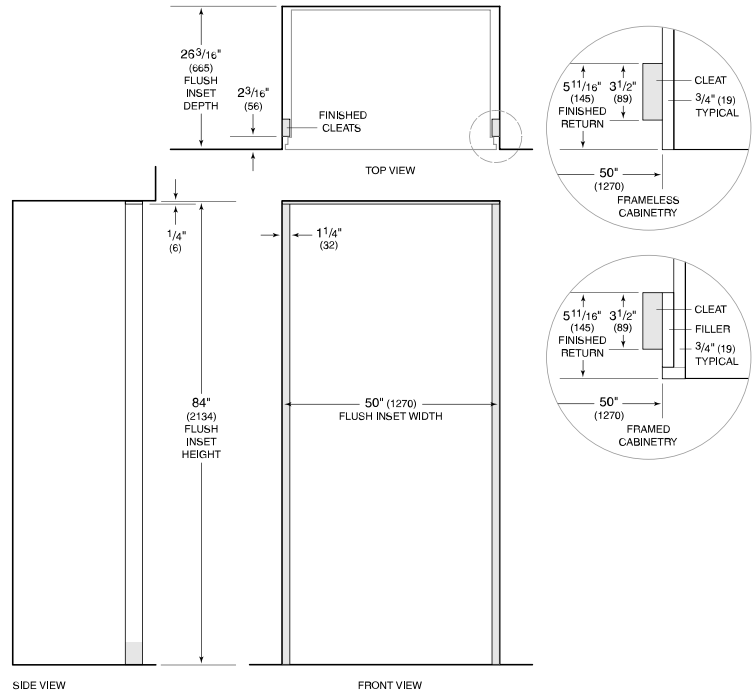 26 3/16"
(665)
FLUSH
INSET
DEPTH
2 3/16"
(56)
FINISHED
CLEATS
TOP VIEW
5 11/16"
(145)
FINISHED
RETURN
3 1/2"
(89)
CLEAT
3/4" (19)
TYPICAL
50"
(1270)
FRAMELESS
CABINETRY
1/4"
(6)
1 1/4"
(32)
84"
(2134)
FLUSH
INSET
HEIGHT
50" (1270)
FLUSH INSET WIDTH
5 11/16"
(145)
FINISHED
RETURN
3 1/2"
(89)
CLEAT
FILLER
3/4" (19)
TYPICAL
50"
(1270)
FRAMED
CABINETRY
SIDE VIEW
FRONT VIEW